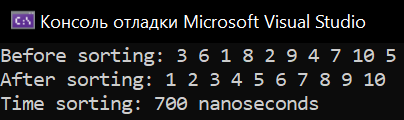 Консоль отладки Microsoft Visual Studio
Before sorting: 3 6 1 8 2 9 4 7 10 5
After sorting: 1 2 3 4 5 6 7 8 9 10
Time sorting: 700 nanoseconds